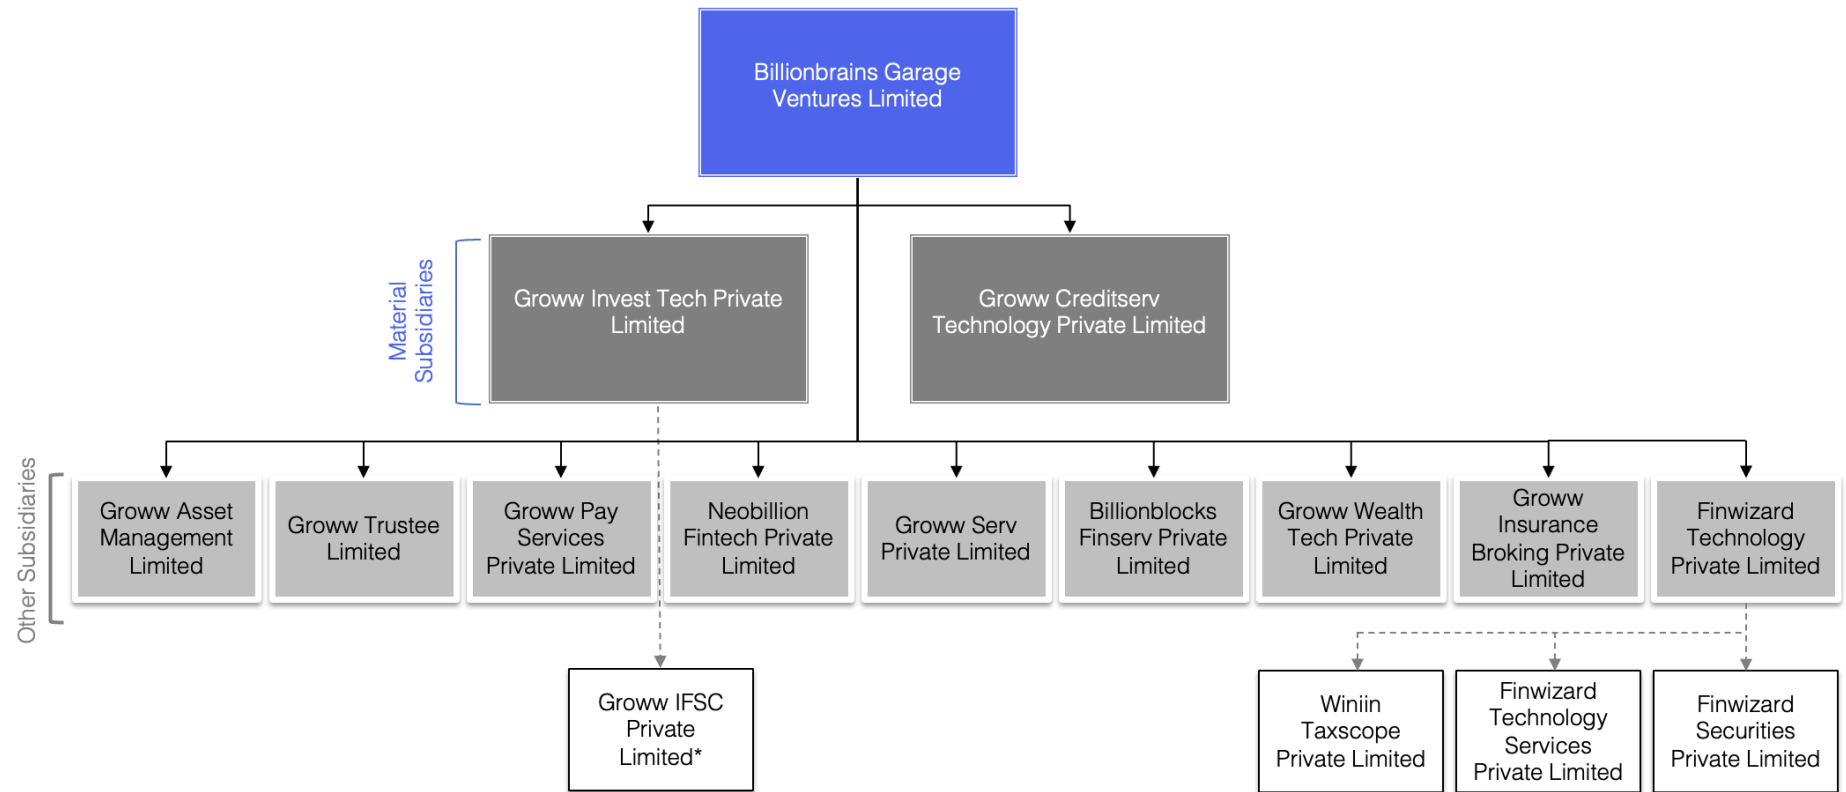 Billionbrains Garage
Ventures Limited
Material
Subsidiaries
Groww Invest Tech Private
Limited
Groww Creditserv
Technology Private Limited
Other Subsidiaries
Groww Asset
Management
Limited
Groww Trustee
Limited
Groww Pay
Services
Private Limited
Neobillion
Fintech Private
Limited
Groww Serv
Private Limited
Billionblocks
Finserv Private
Limited
Groww Wealth
Tech Private
Limited
Groww
Insurance
Broking Private
Limited
Finwizard
Technology
Private Limited
Groww IFSC
Private
Limited*
Winiin
Taxscope
Private Limited
Finwizard
Technology
Services
Private Limited
Finwizard
Securities
Private Limited